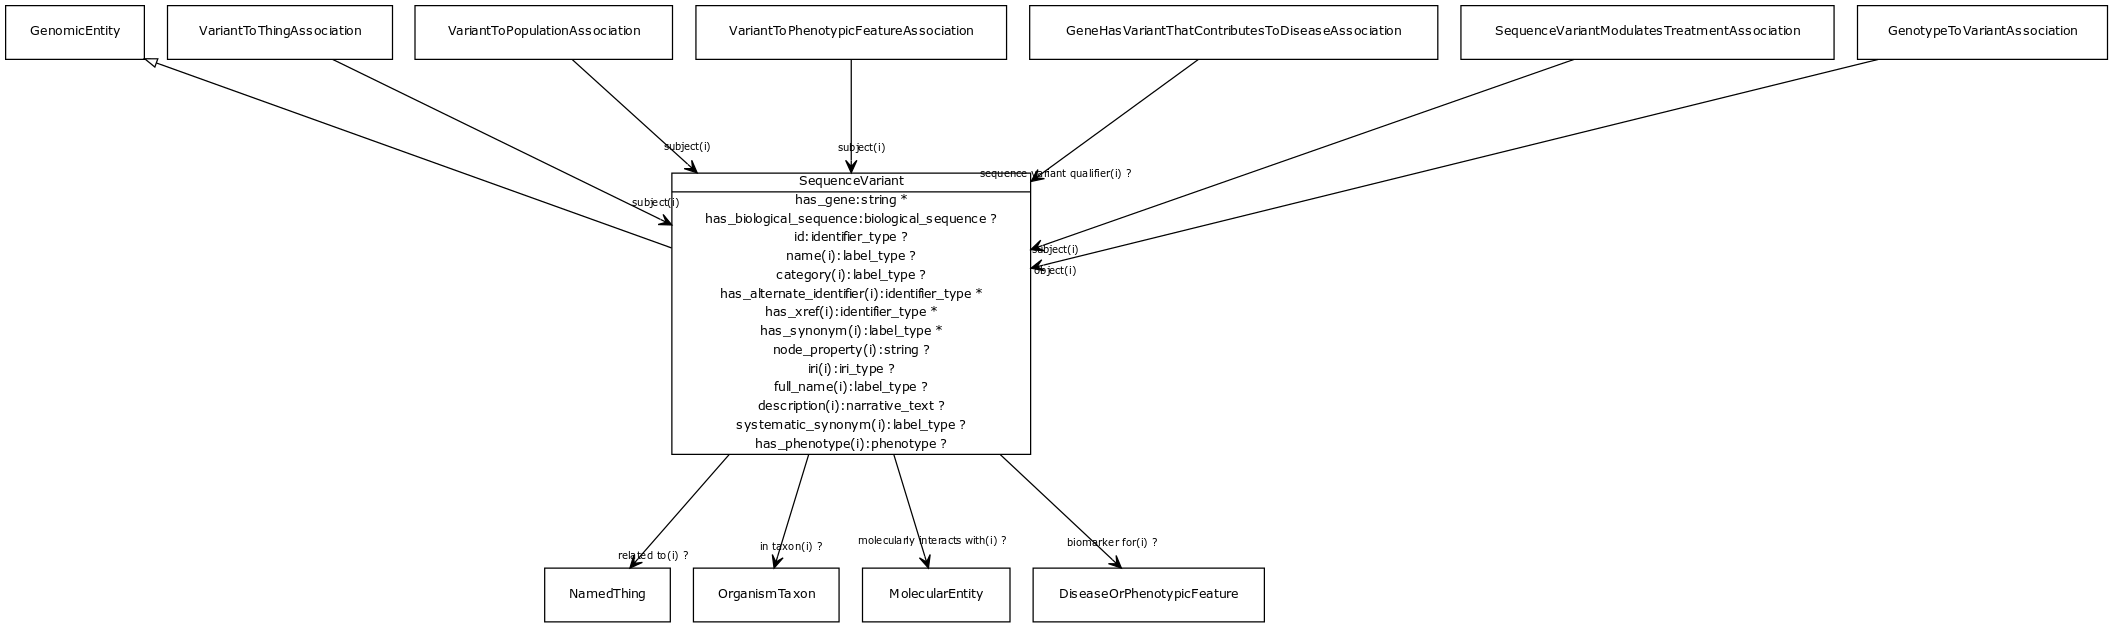 GenomicEntity
VariantToThingAssociation
VariantToPopulationAssociation
VariantToPhenotypicFeatureAssociation
GeneHasVariantThatContributesToDiseaseAssociation
SequenceVariantModulatesTreatmentAssociation
GenotypeToVariantAssociation
subject(i)
subject(i)
sequence variant qualifier(i) ?
subject(i)
subject(i)
object(i)
SequenceVariant
has_gene:string *
has_biological_sequence:biological_sequence ?
id:identifier_type ?
name(i):label_type ?
category(i):label_type ?
has_alternate_identifier(i):identifier_type *
has_xref(i):identifier_type *
has_synonym(i):label_type *
node_property(i):string ?
iri(i):iri_type ?
full_name(i):label_type ?
description(i):narrative_text ?
systematic_synonym(i):label_type ?
has_phenotype(i):phenotype ?
related to(i) ?
in taxon(i) ?
molecularly interacts with(i) ?
biomarker for(i) ?
NamedThing
OrganismTaxon
MolecularEntity
DiseaseOrPhenotypicFeature